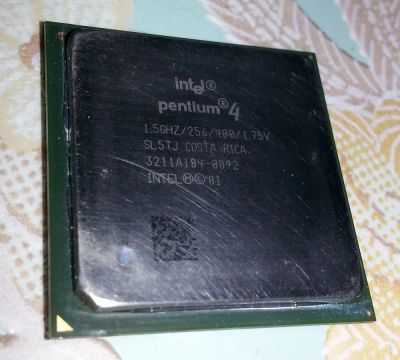 intel®
pentium®4
1.5GHZ/256/400/1.75V
SL5TJ COSTA RICA
3211A184-0092
INTEL Ⓜ©'01